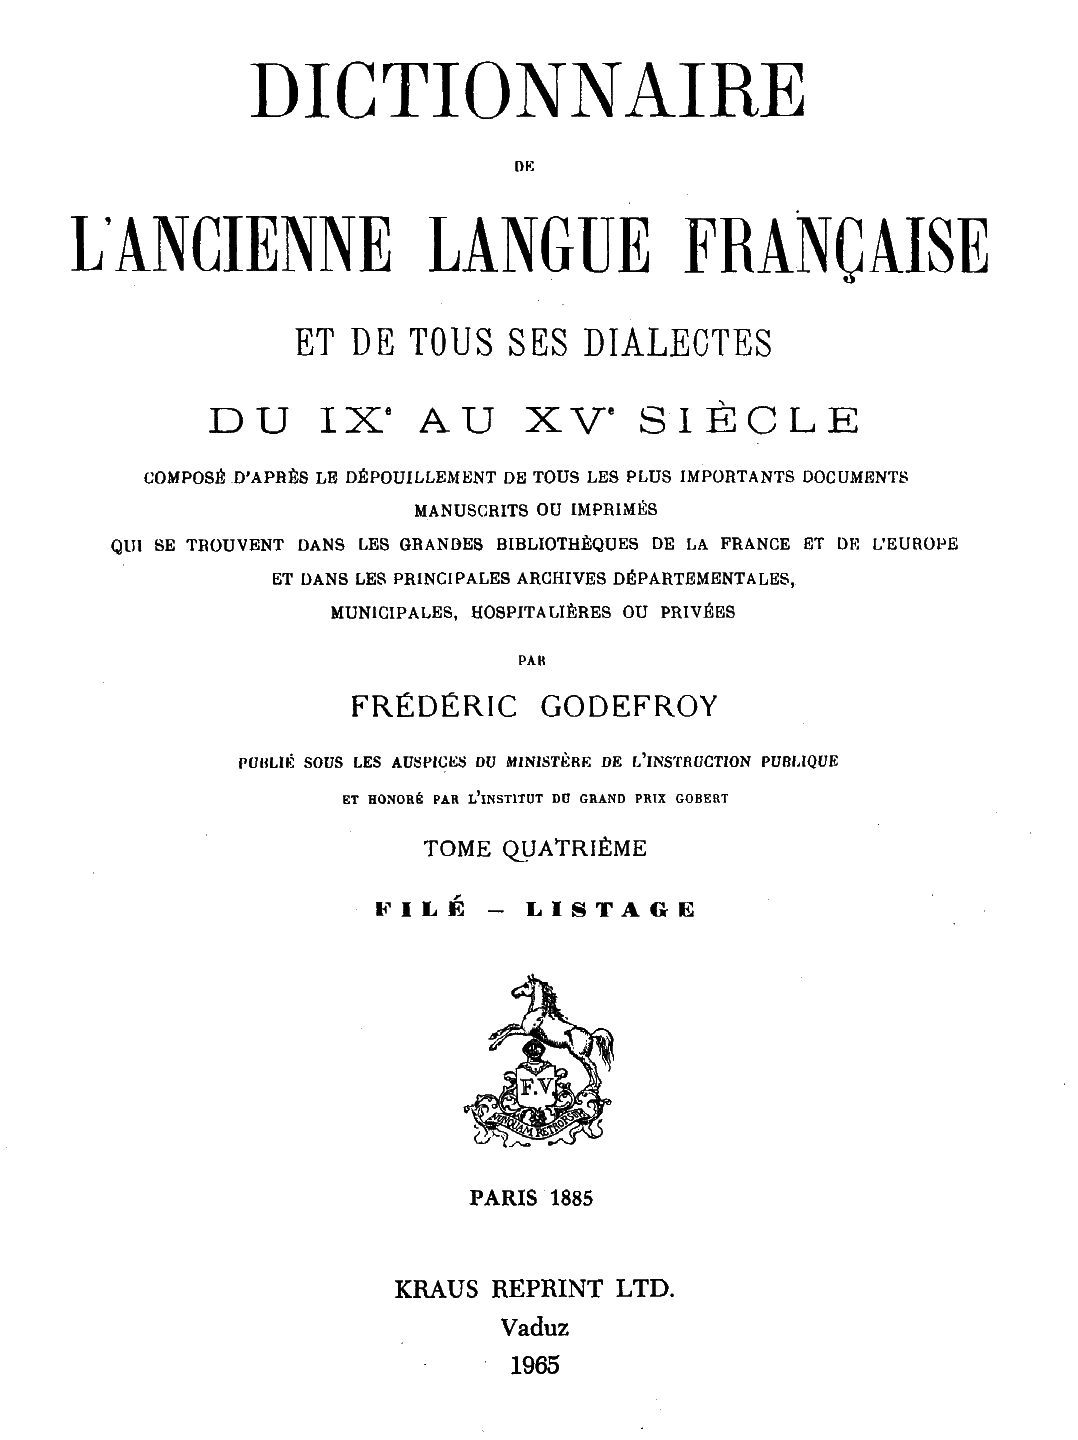 DICTIONNAIRE
DE
L'ANCIENNE LANGUE FRANÇAISE
ET DE TOUS SES DIALECTES
DU IXe AU XVe SIÈCLE
COMPOSÉ D'APRÈS LE DÉPOUILLEMENT DE TOUS LES PLUS IMPORTANTS DOCUMENTS
MANUSCRITS OU IMPRIMÉS
QUI SE TROUVENT DANS LES GRANDES BIBLIOTHÈQUES DE LA FRANCE ET DE L'EUROPE
ET DANS LES PRINCIPALES ARCHIVES DÉPARTEMENTALES,
MUNICIPALES, HOSPITALIÈRES OU PRIVÉES
PAR
FRÉDÉRIC GODEFROY
PUBLIÉ SOUS LES AUSPICES DU MINISTÈRE DE L'INSTRUCTION PUBLIQUE
ET HONORÉ PAR L'INSTITUT DU GRAND PRIX GOBERT
TOME QUATRIÈME
FILÉ – LISTAGE
F.V.
NUNQUAM RETRORSUM
PARIS 1885
KRAUS REPRINT LTD.
Vaduz
1965